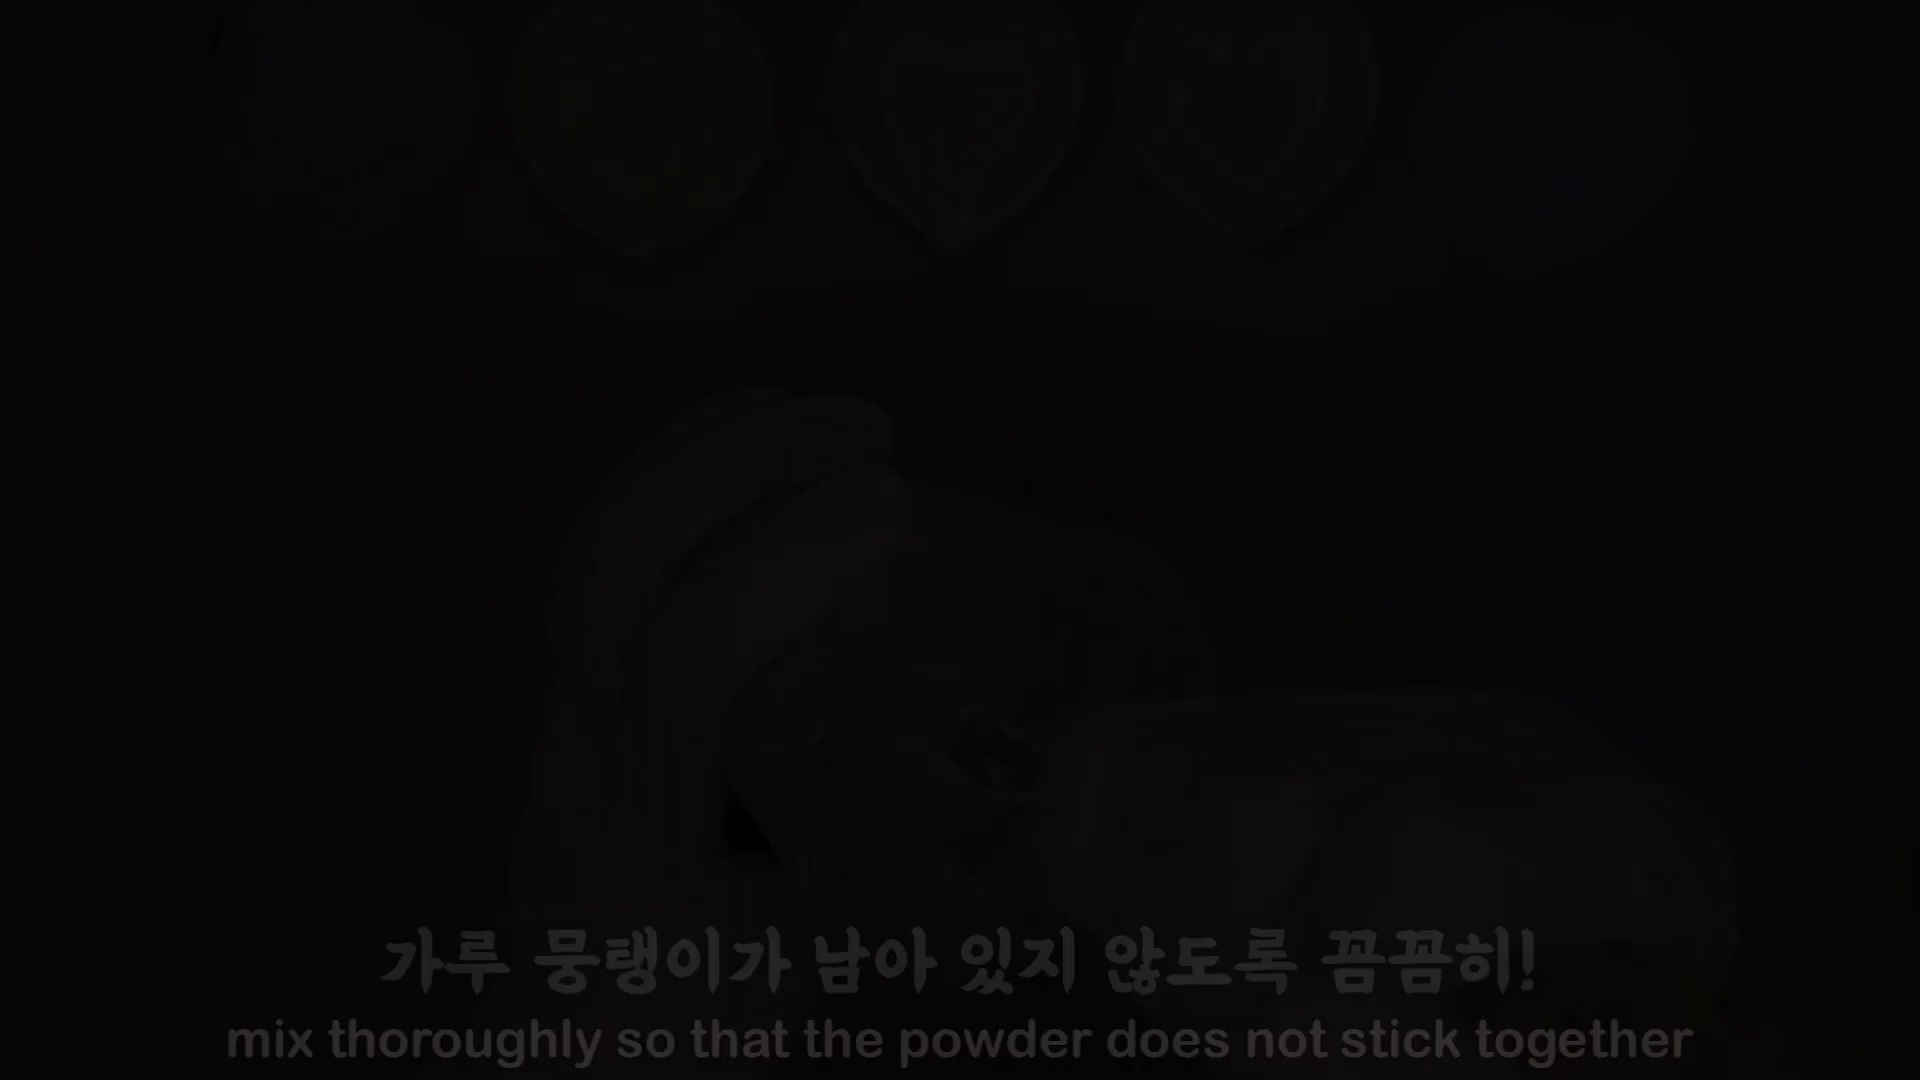 가루 뭉탱이가 남아 있지 않도록 꼼꼼히!
mix thoroughly so that the powder does not stick together